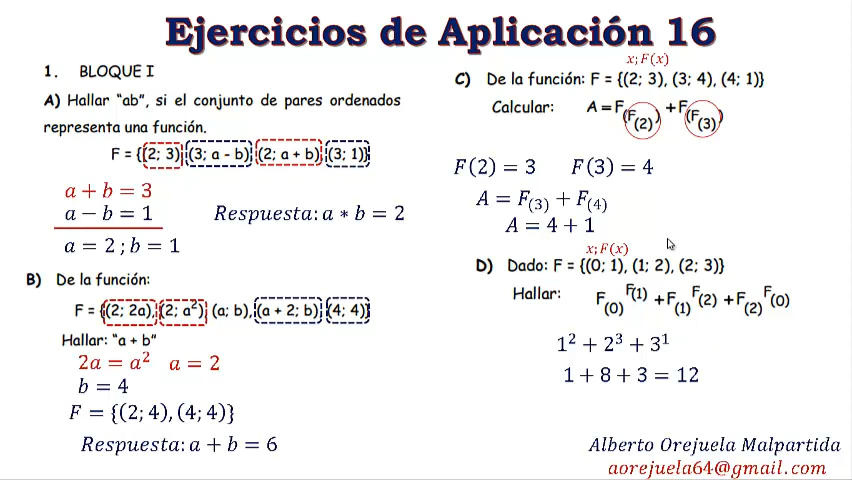 Ejercicios de Aplicación 16
1. BLOQUE I
A) Hallar “ab”, si el conjunto de pares ordenados
representa una función.
F = {(2; 3) (3; a - b) (2; a + b) (3; 1)}
a + b = 3
a − b = 1
a = 2 ; b = 1
Respuesta: a ∗ b = 2
B) De la función:
F = {(2; 2a), (2; a²) (a; b), (a + 2; b) (4; 4)}
Hallar: “a + b”
2a = a² a = 2
b = 4
F = {(2; 4), (4; 4)}
Respuesta: a + b = 6
x; F(x)
C) De la función: F = {(2; 3), (3; 4), (4; 1)}
Calcular: A = F(F(2)) + F(F(3))
F(2) = 3 F(3) = 4
A = F(3) + F(4)
A = 4 + 1
x; F(x)
D) Dado: F = {(0; 1), (1; 2), (2; 3)}
Hallar: F(0)^F(1) + F(1)^F(2) + F(2)^F(0)
1² + 2³ + 3¹
1 + 8 + 3 = 12
Alberto Orejuela Malpartida
aorejuela64@gmail.com